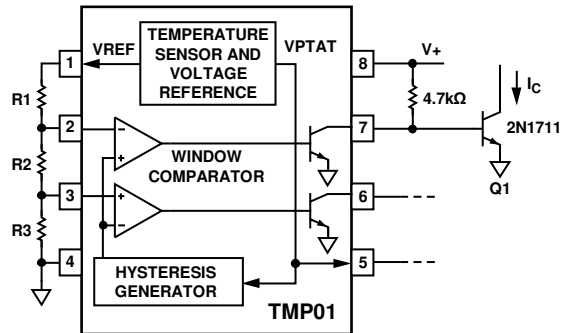 TEMPERATURE
SENSOR AND
VOLTAGE
REFERENCE
VREF
VPTAT
1
8
V+
R1
4.7kΩ
IC
2
7
2N1711
R2
WINDOW
COMPARATOR
Q1
3
6
R3
4
HYSTERESIS
GENERATOR
5
TMP01
− + + −